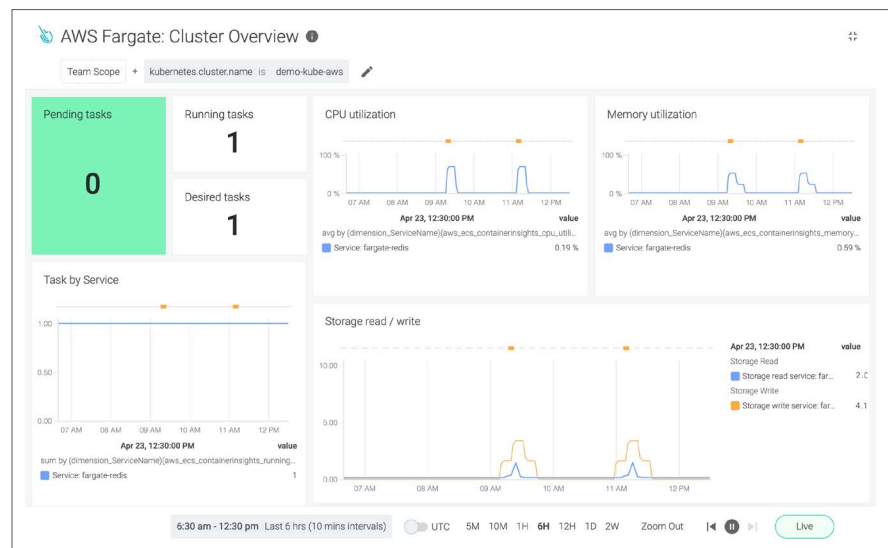 AWS Fargate: Cluster Overview
Team Scope + kubernetes.cluster.name is demo-kube-aws
Pending tasks
0
Running tasks
1
Desired tasks
1
CPU utilization
100 %
0 %
07 AM 08 AM 09 AM 10 AM 11 AM 12 PM
Apr 23, 12:30:00 PM value
avg by (dimension_ServiceName)(aws_ecs_containerinsights_cpu_utili...
Service: fargate-redis 0.19 %
Memory utilization
100 %
0 %
07 AM 08 AM 09 AM 10 AM 11 AM 12 PM
Apr 23, 12:30:00 PM value
avg by (dimension_ServiceName)(aws_ecs_containerinsights_memory...
Service: fargate-redis 0.59 %
Task by Service
1.00
0.50
0.00
07 AM 08 AM 09 AM 10 AM 11 AM 12 PM
Apr 23, 12:30:00 PM value
sum by (dimension_ServiceName)(aws_ecs_containerinsights_running...
Service: fargate-redis 1
Storage read / write
10.00
5.00
0.00
07 AM 08 AM 09 AM 10 AM 11 AM 12 PM
Apr 23, 12:30:00 PM value
Storage Read
Storage read service: far...
Storage Write
Storage write service: far... 4.1
6:30 am - 12:30 pm Last 6 hrs (10 mins intervals) UTC 5M 10M 1H 6H 12H 1D 2W Zoom Out Live